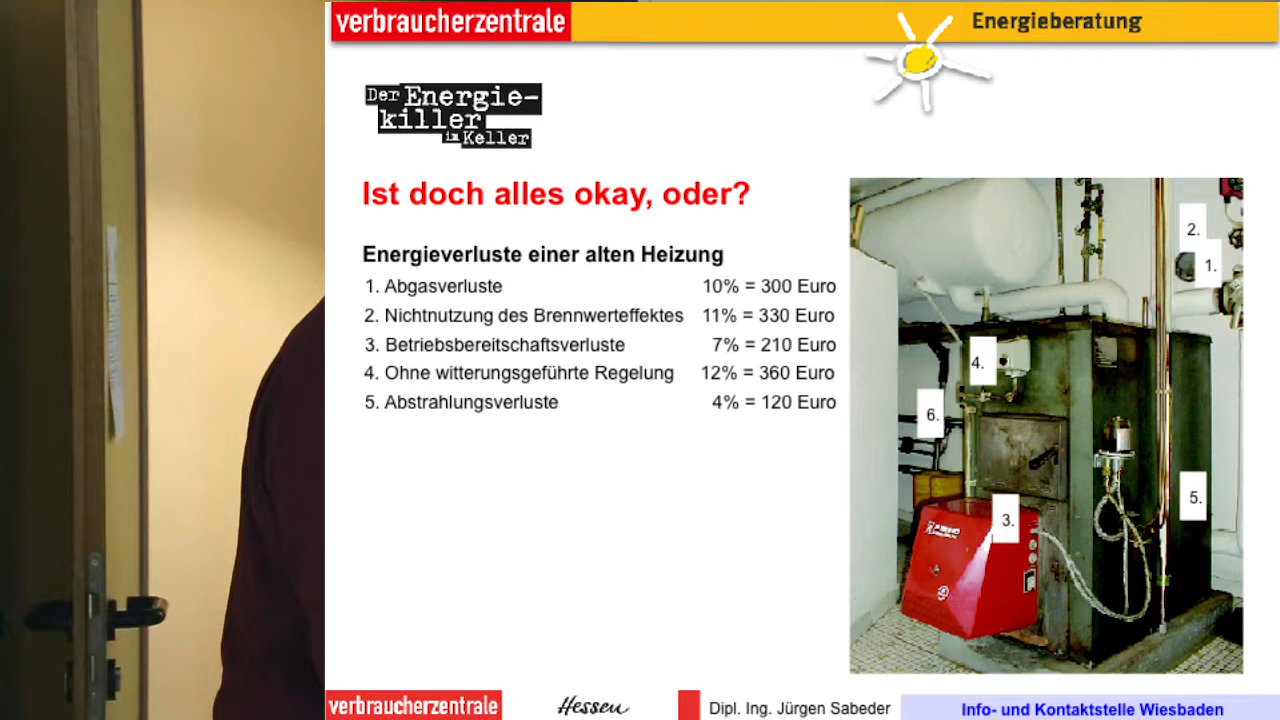 verbraucherzentrale
Energieberatung
Der Energie-
killer
im Keller
Ist doch alles okay, oder?
Energieverluste einer alten Heizung
1. Abgasverluste 10% = 300 Euro
2. Nichtnutzung des Brennwerteffektes 11% = 330 Euro
3. Betriebsbereitschaftsverluste 7% = 210 Euro
4. Ohne witterungsgeführte Regelung 12% = 360 Euro
5. Abstrahlungsverluste 4% = 120 Euro
2.
1.
4.
6.
5.
3.
verbraucherzentrale
Hessen
Dipl. Ing. Jürgen Sabeder
Info- und Kontaktstelle Wiesbaden